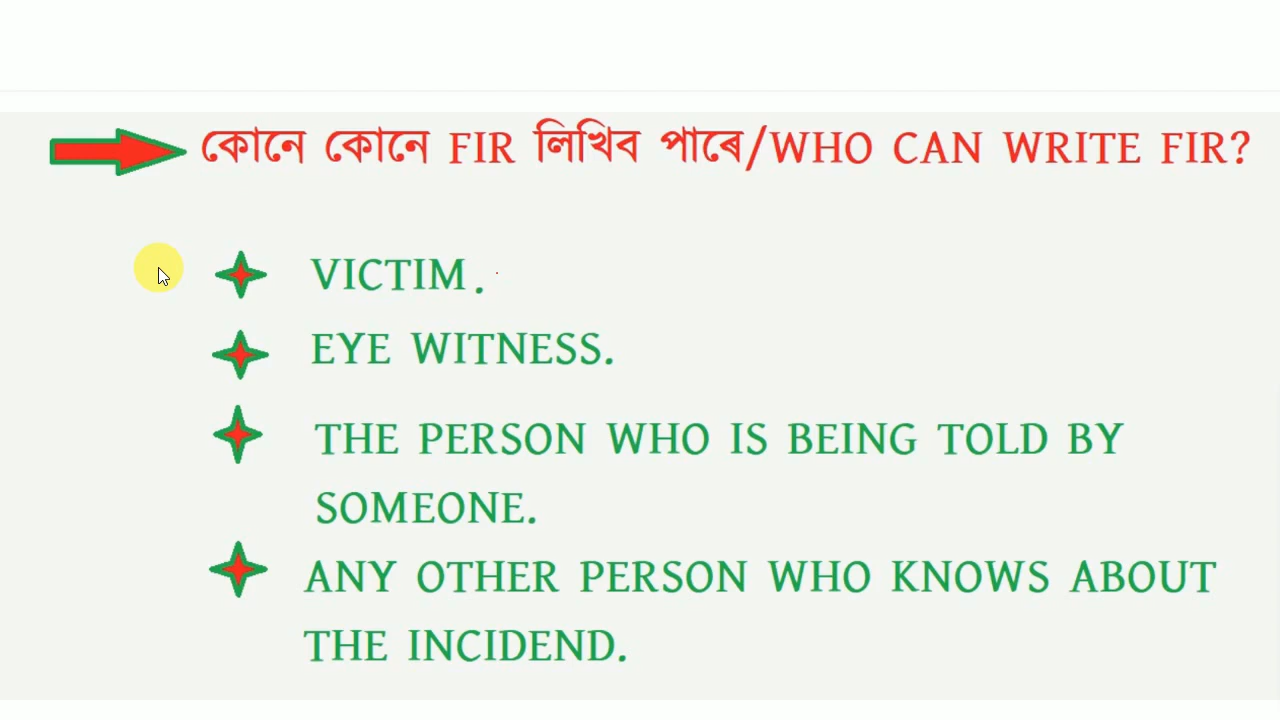 কোনে কোনে FIR লিখিব পাৰে/WHO CAN WRITE FIR?
VICTIM.
EYE WITNESS.
THE PERSON WHO IS BEING TOLD BY
SOMEONE.
ANY OTHER PERSON WHO KNOWS ABOUT
THE INCIDEND.